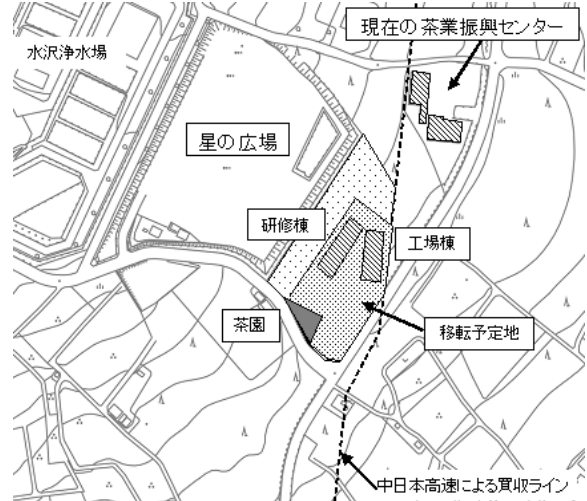 現在の茶業振興センター
水沢浄水場
星の広場
研修棟
工場棟
茶園
移転予定地
中日本高速による買収ライン